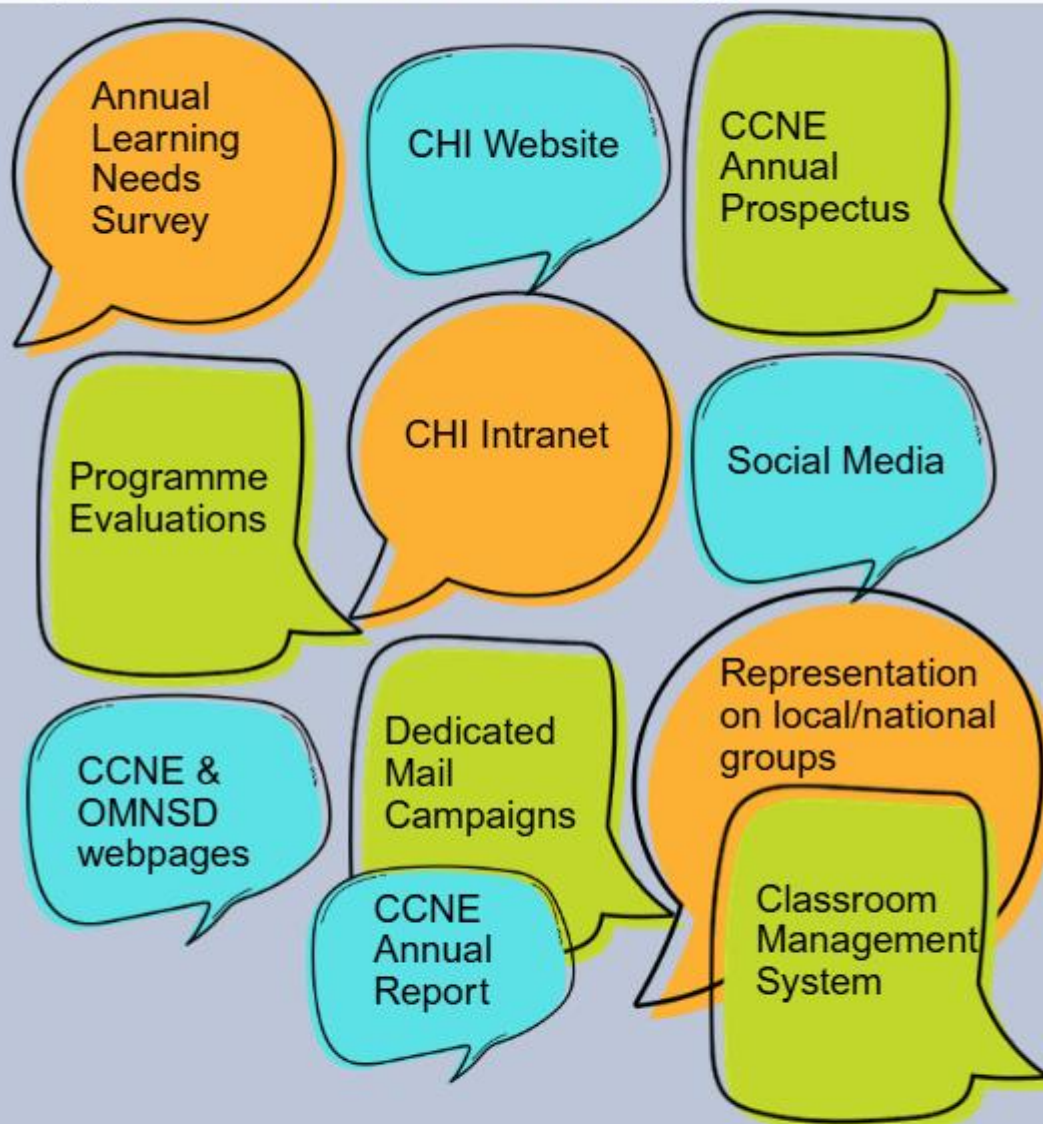 Annual
Learning
Needs
Survey
CHI Website
CCNE
Annual
Prospectus
Programme
Evaluations
CHI Intranet
Social Media
CCNE &
OMNSD
webpages
Dedicated
Mail
Campaigns
Representation
on local/national
groups
CCNE
Annual
Report
Classroom
Management
System